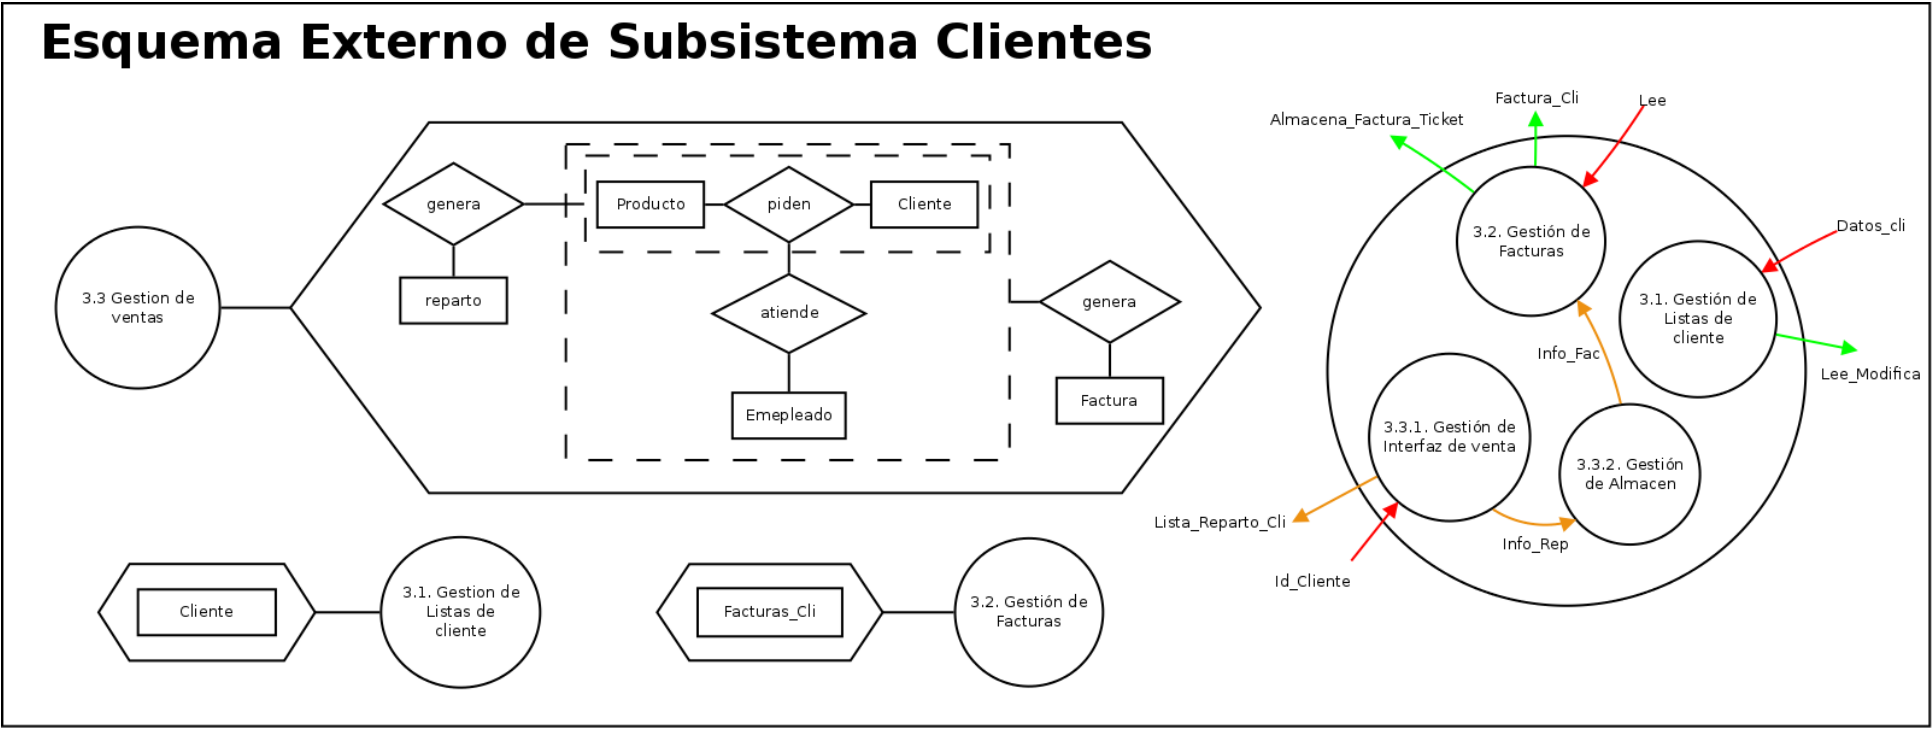 Esquema Externo de Subsistema Clientes
3.3 Gestion de
ventas
genera
reparto
Producto
piden
Cliente
atiende
Emepleado
genera
Factura
Cliente
3.1. Gestion de
Listas de
cliente
Facturas_Cli
3.2. Gestión de
Facturas
Almacena_Factura_Ticket
Factura_Cli
Lee
3.2. Gestión de
Facturas
Datos_cli
3.1. Gestión de
Listas de
cliente
Lee_Modifica
Info_Fac
3.3.1. Gestión de
Interfaz de venta
3.3.2. Gestión
de Almacen
Lista_Reparto_Cli
Info_Rep
Id_Cliente